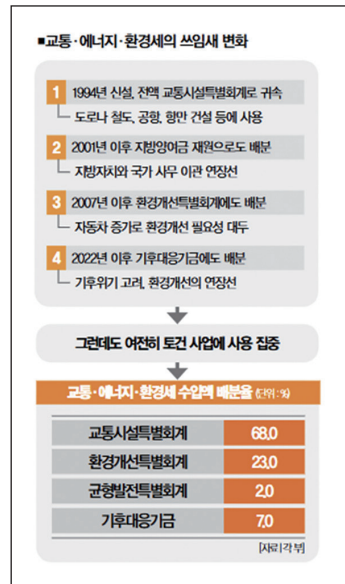 ■교통·에너지·환경세의 쓰임새 변화
1 1994년 신설, 전액 교통시설특별회계로 귀속
도로나 철도, 공항, 항만 건설 등에 사용
2 2001년 이후 지방양여금 재원으로도 배분
지방자치와 국가 사무 이관 연장선
3 2007년 이후 환경개선특별회계에도 배분
자동차 증가로 환경개선 필요성 대두
4 2022년 이후 기후대응기금에도 배분
기후위기 고려, 환경개선의 연장선
그런데도 여전히 토건 사업에 사용 집중
교통·에너지·환경세 수입액 배분율 (단위 : %)
교통시설특별회계 68.0
환경개선특별회계 23.0
균형발전특별회계 2.0
기후대응기금 7.0
[자료 | 각 부]